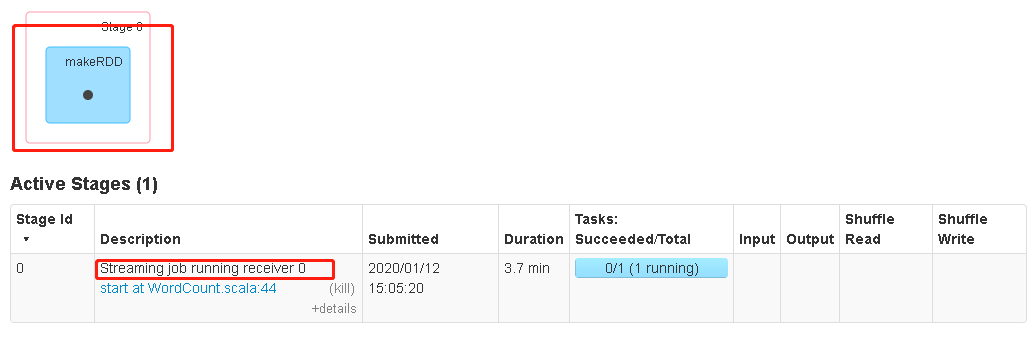 Stage 0
makeRDD
Active Stages (1)
Stage Id ▾
Description
Submitted
Duration
Tasks: Succeeded/Total
Input
Output
Shuffle Read
Shuffle Write
0
Streaming job running receiver 0
start at WordCount.scala:44
(kill)
+details
2020/01/12
15:05:20
3.7 min
0/1 (1 running)